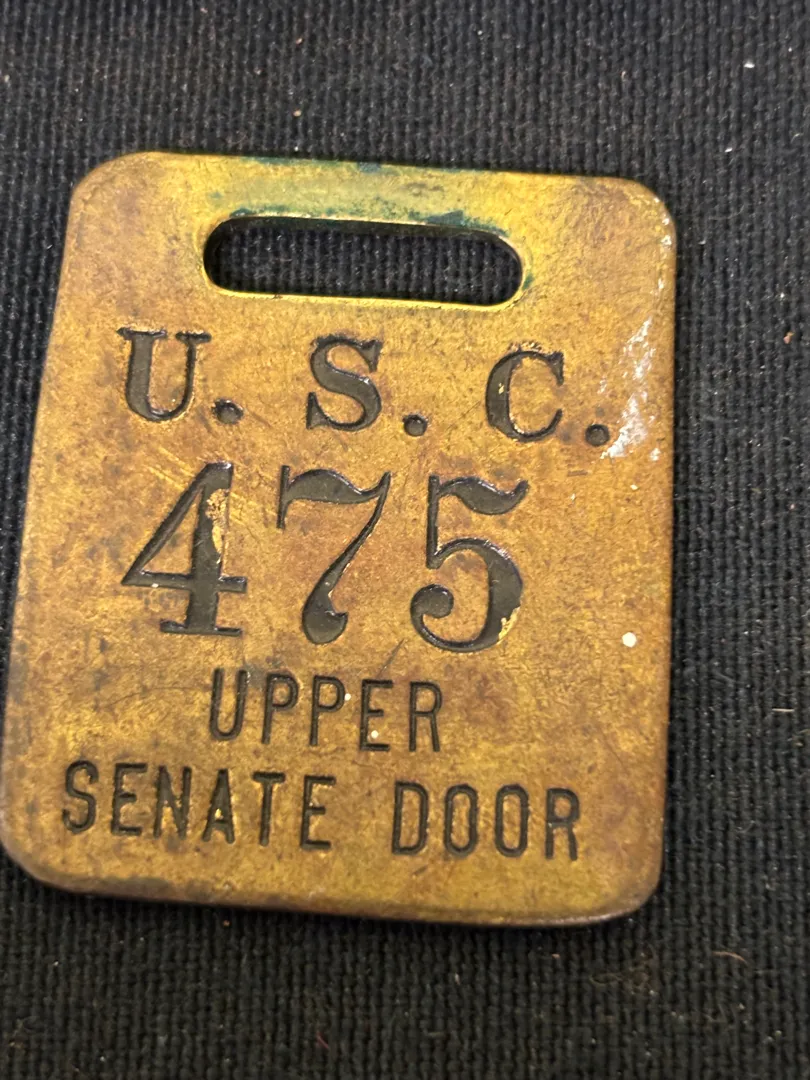 U. S. C.
475
UPPER
SENATE DOOR